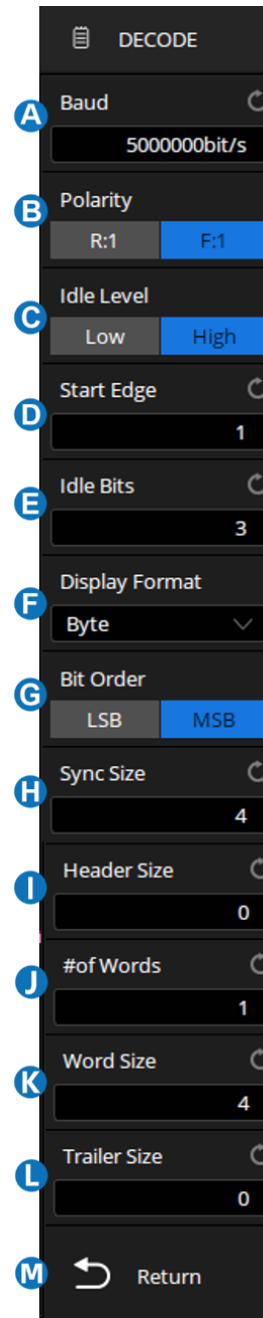 DECODE
A Baud
5000000bit/s
B Polarity
R:1 F:1
C Idle Level
Low High
D Start Edge
1
E Idle Bits
3
F Display Format
Byte
G Bit Order
LSB MSB
H Sync Size
4
I Header Size
0
J #of Words
1
K Word Size
4
L Trailer Size
0
M Return